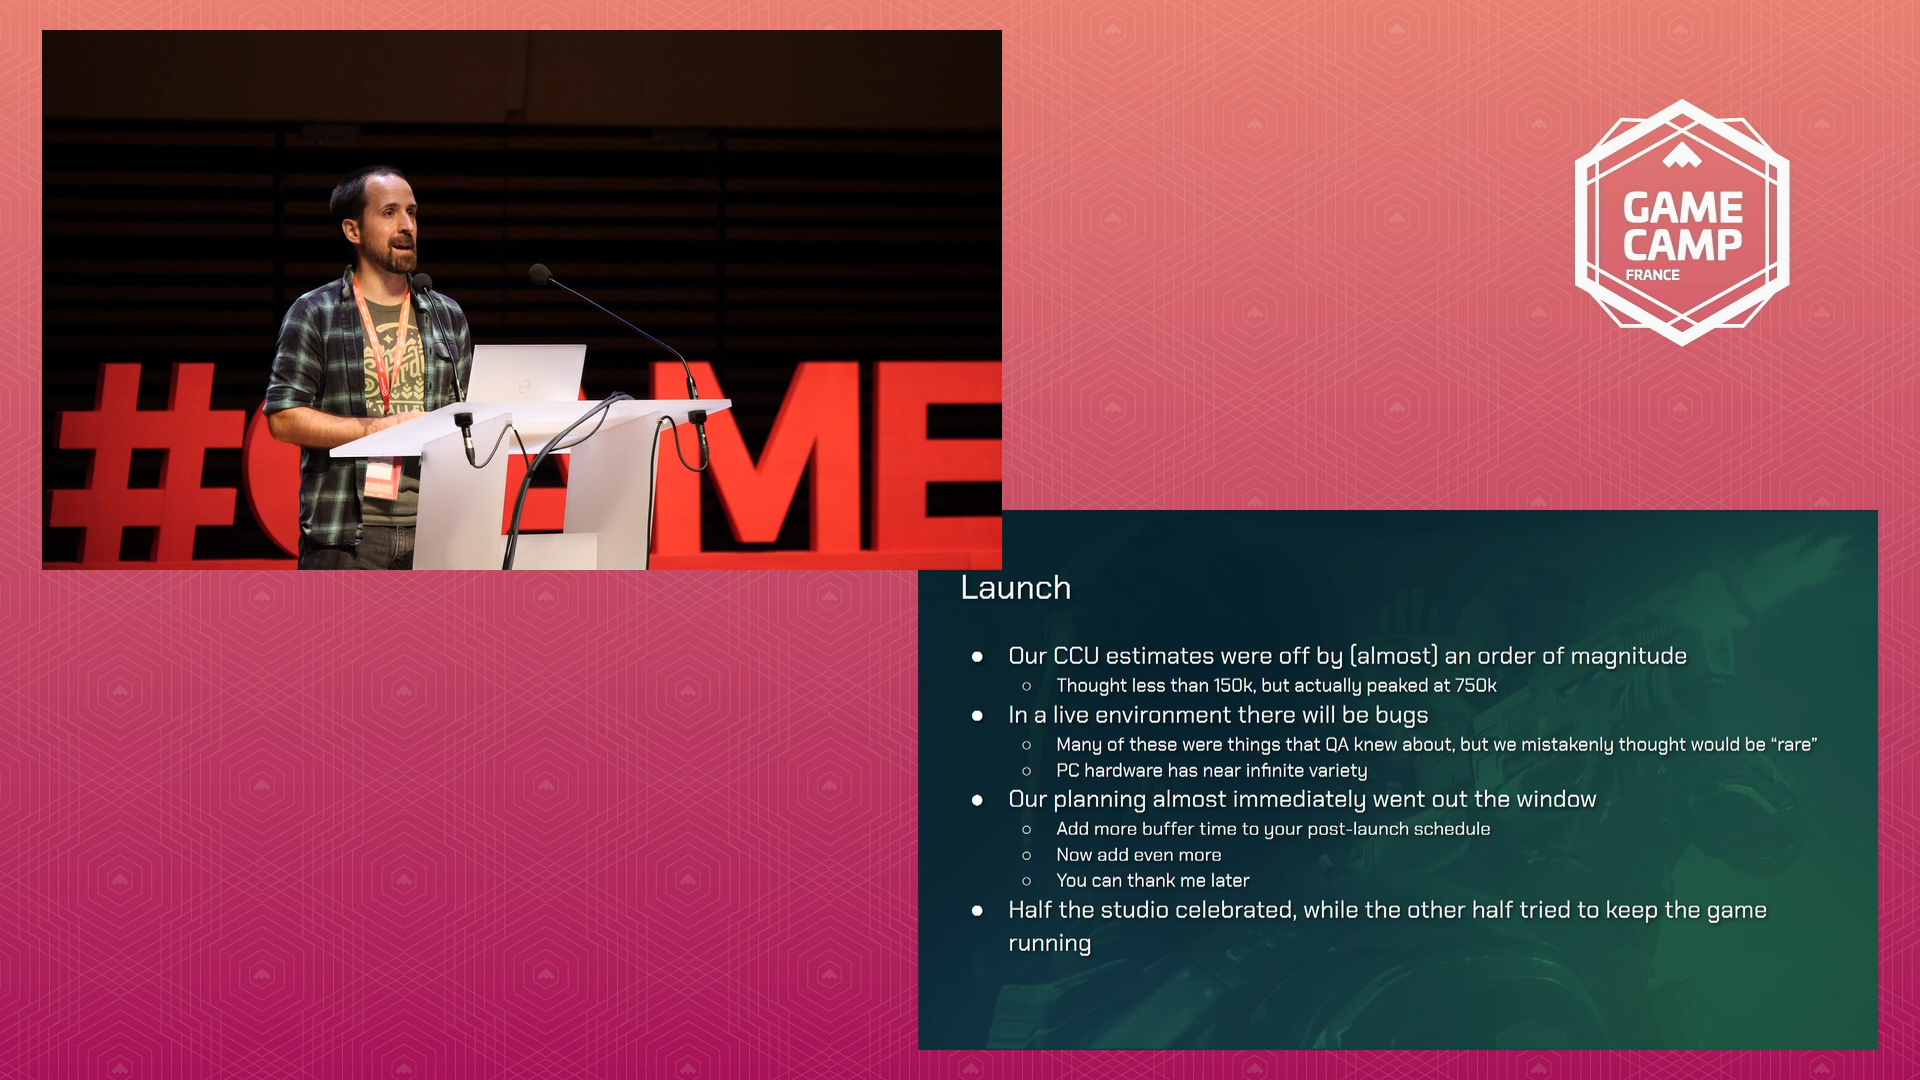 #GAME
Stardew
VALLEY
GAME
CAMP
FRANCE
Launch
● Our CCU estimates were off by (almost) an order of magnitude
○ Thought less than 150k, but actually peaked at 750k
● In a live environment there will be bugs
○ Many of these were things that QA knew about, but we mistakenly thought would be “rare”
○ PC hardware has near infinite variety
● Our planning almost immediately went out the window
○ Add more buffer time to your post-launch schedule
○ Now add even more
○ You can thank me later
● Half the studio celebrated, while the other half tried to keep the game
running